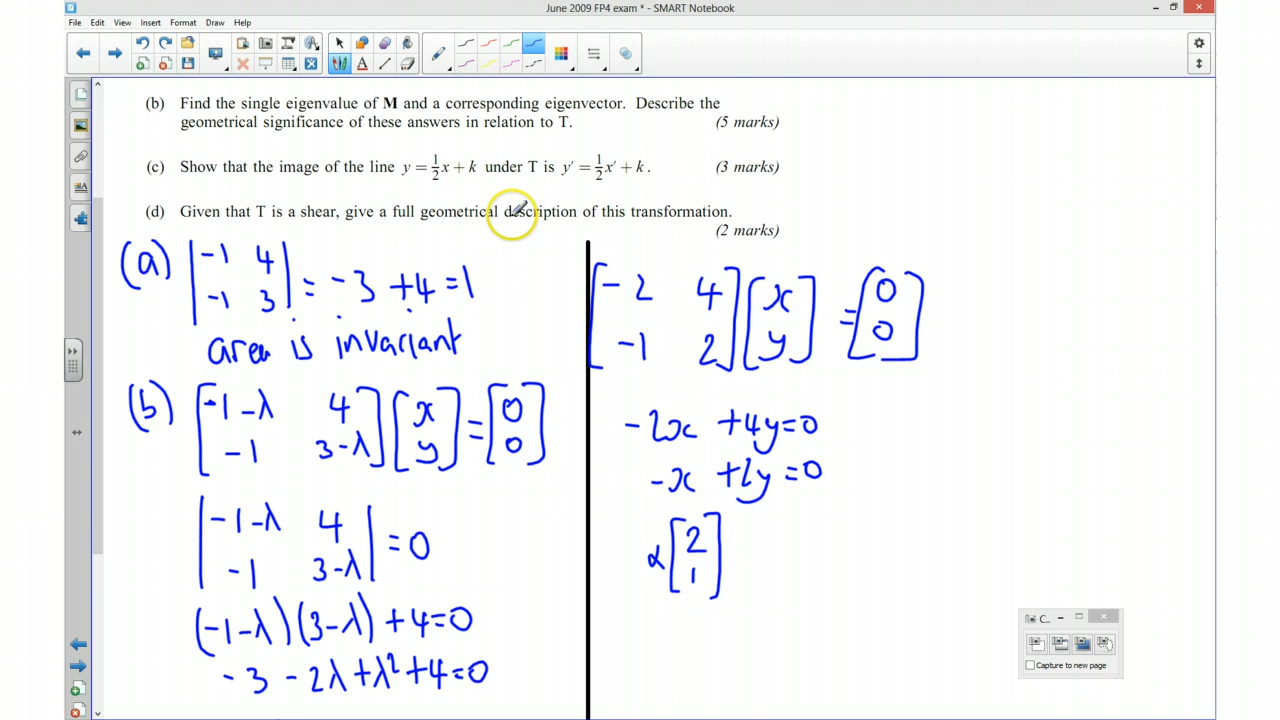 June 2009 FP4 exam * - SMART Notebook
File Edit View Insert Format Draw Help
(b) Find the single eigenvalue of M and a corresponding eigenvector. Describe the
geometrical significance of these answers in relation to T. (5 marks)
(c) Show that the image of the line y = 1/2 x + k under T is y′ = 1/2 x′ + k. (3 marks)
(d) Given that T is a shear, give a full geometrical description of this transformation.
(2 marks)
(a) | -1 4 |
| -1 3 | = -3 +4 = 1
area is invariant
(b) [ -1-λ 4 ] [ x ] = [ 0 ]
[ -1 3-λ ] [ y ] [ 0 ]
| -1-λ 4 |
| -1 3-λ | = 0
(-1-λ)(3-λ) + 4 = 0
-3 - 2λ + λ² + 4 = 0
[ -2 4 ] [ x ] = [ 0 ]
[ -1 2 ] [ y ] [ 0 ]
-2x + 4y = 0
-x + 2y = 0
α [ 2 ]
[ 1 ]
C..
Capture to new page